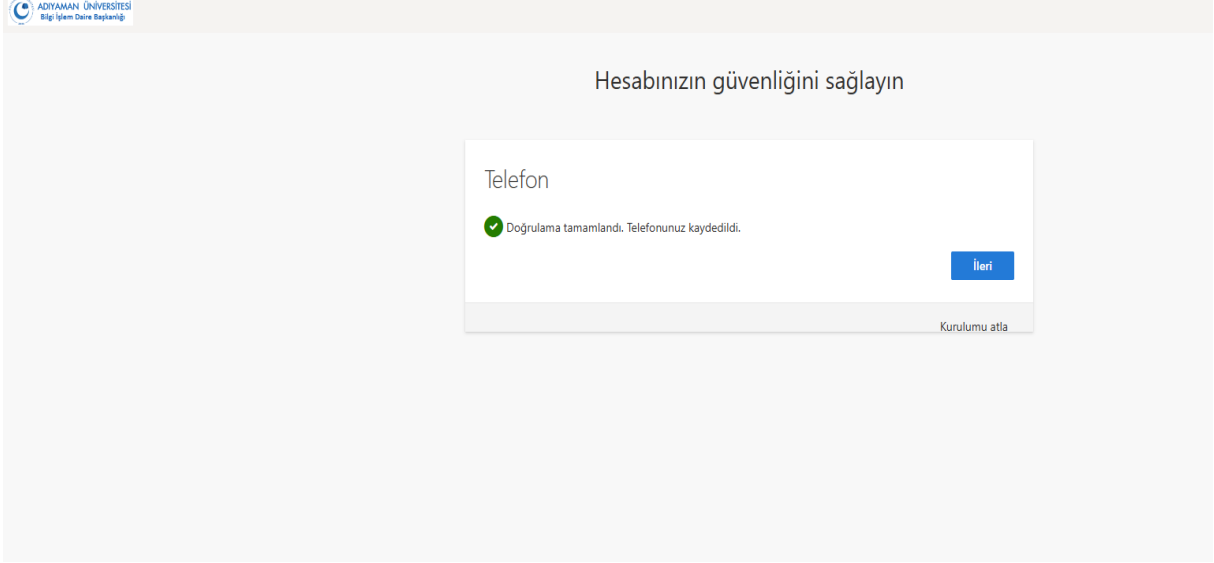 ADIYAMAN ÜNİVERSİTESİ
Bilgi İşlem Daire Başkanlığı
Hesabınızın güvenliğini sağlayın
Telefon
Doğrulama tamamlandı. Telefonunuz kaydedildi.
İleri
Kurulumu atla